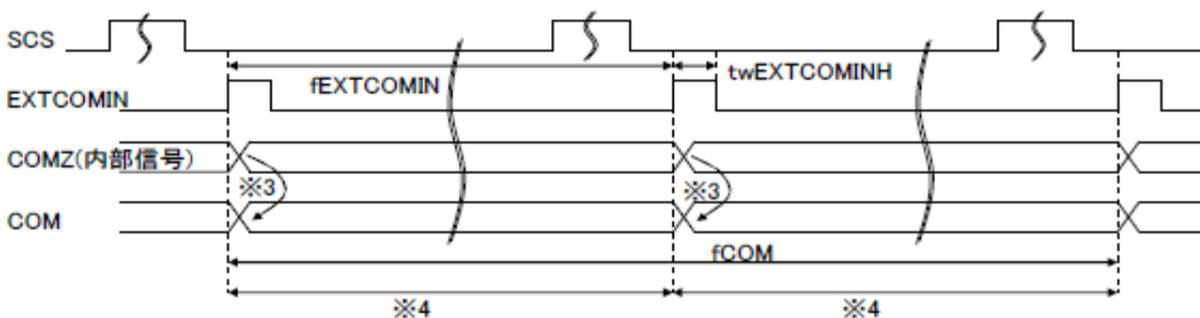 SCS
twEXTCOMINH
fEXTCOMIN
EXTCOMIN
COMZ(内部信号)
※3
※3
COM
fCOM
※4
※4